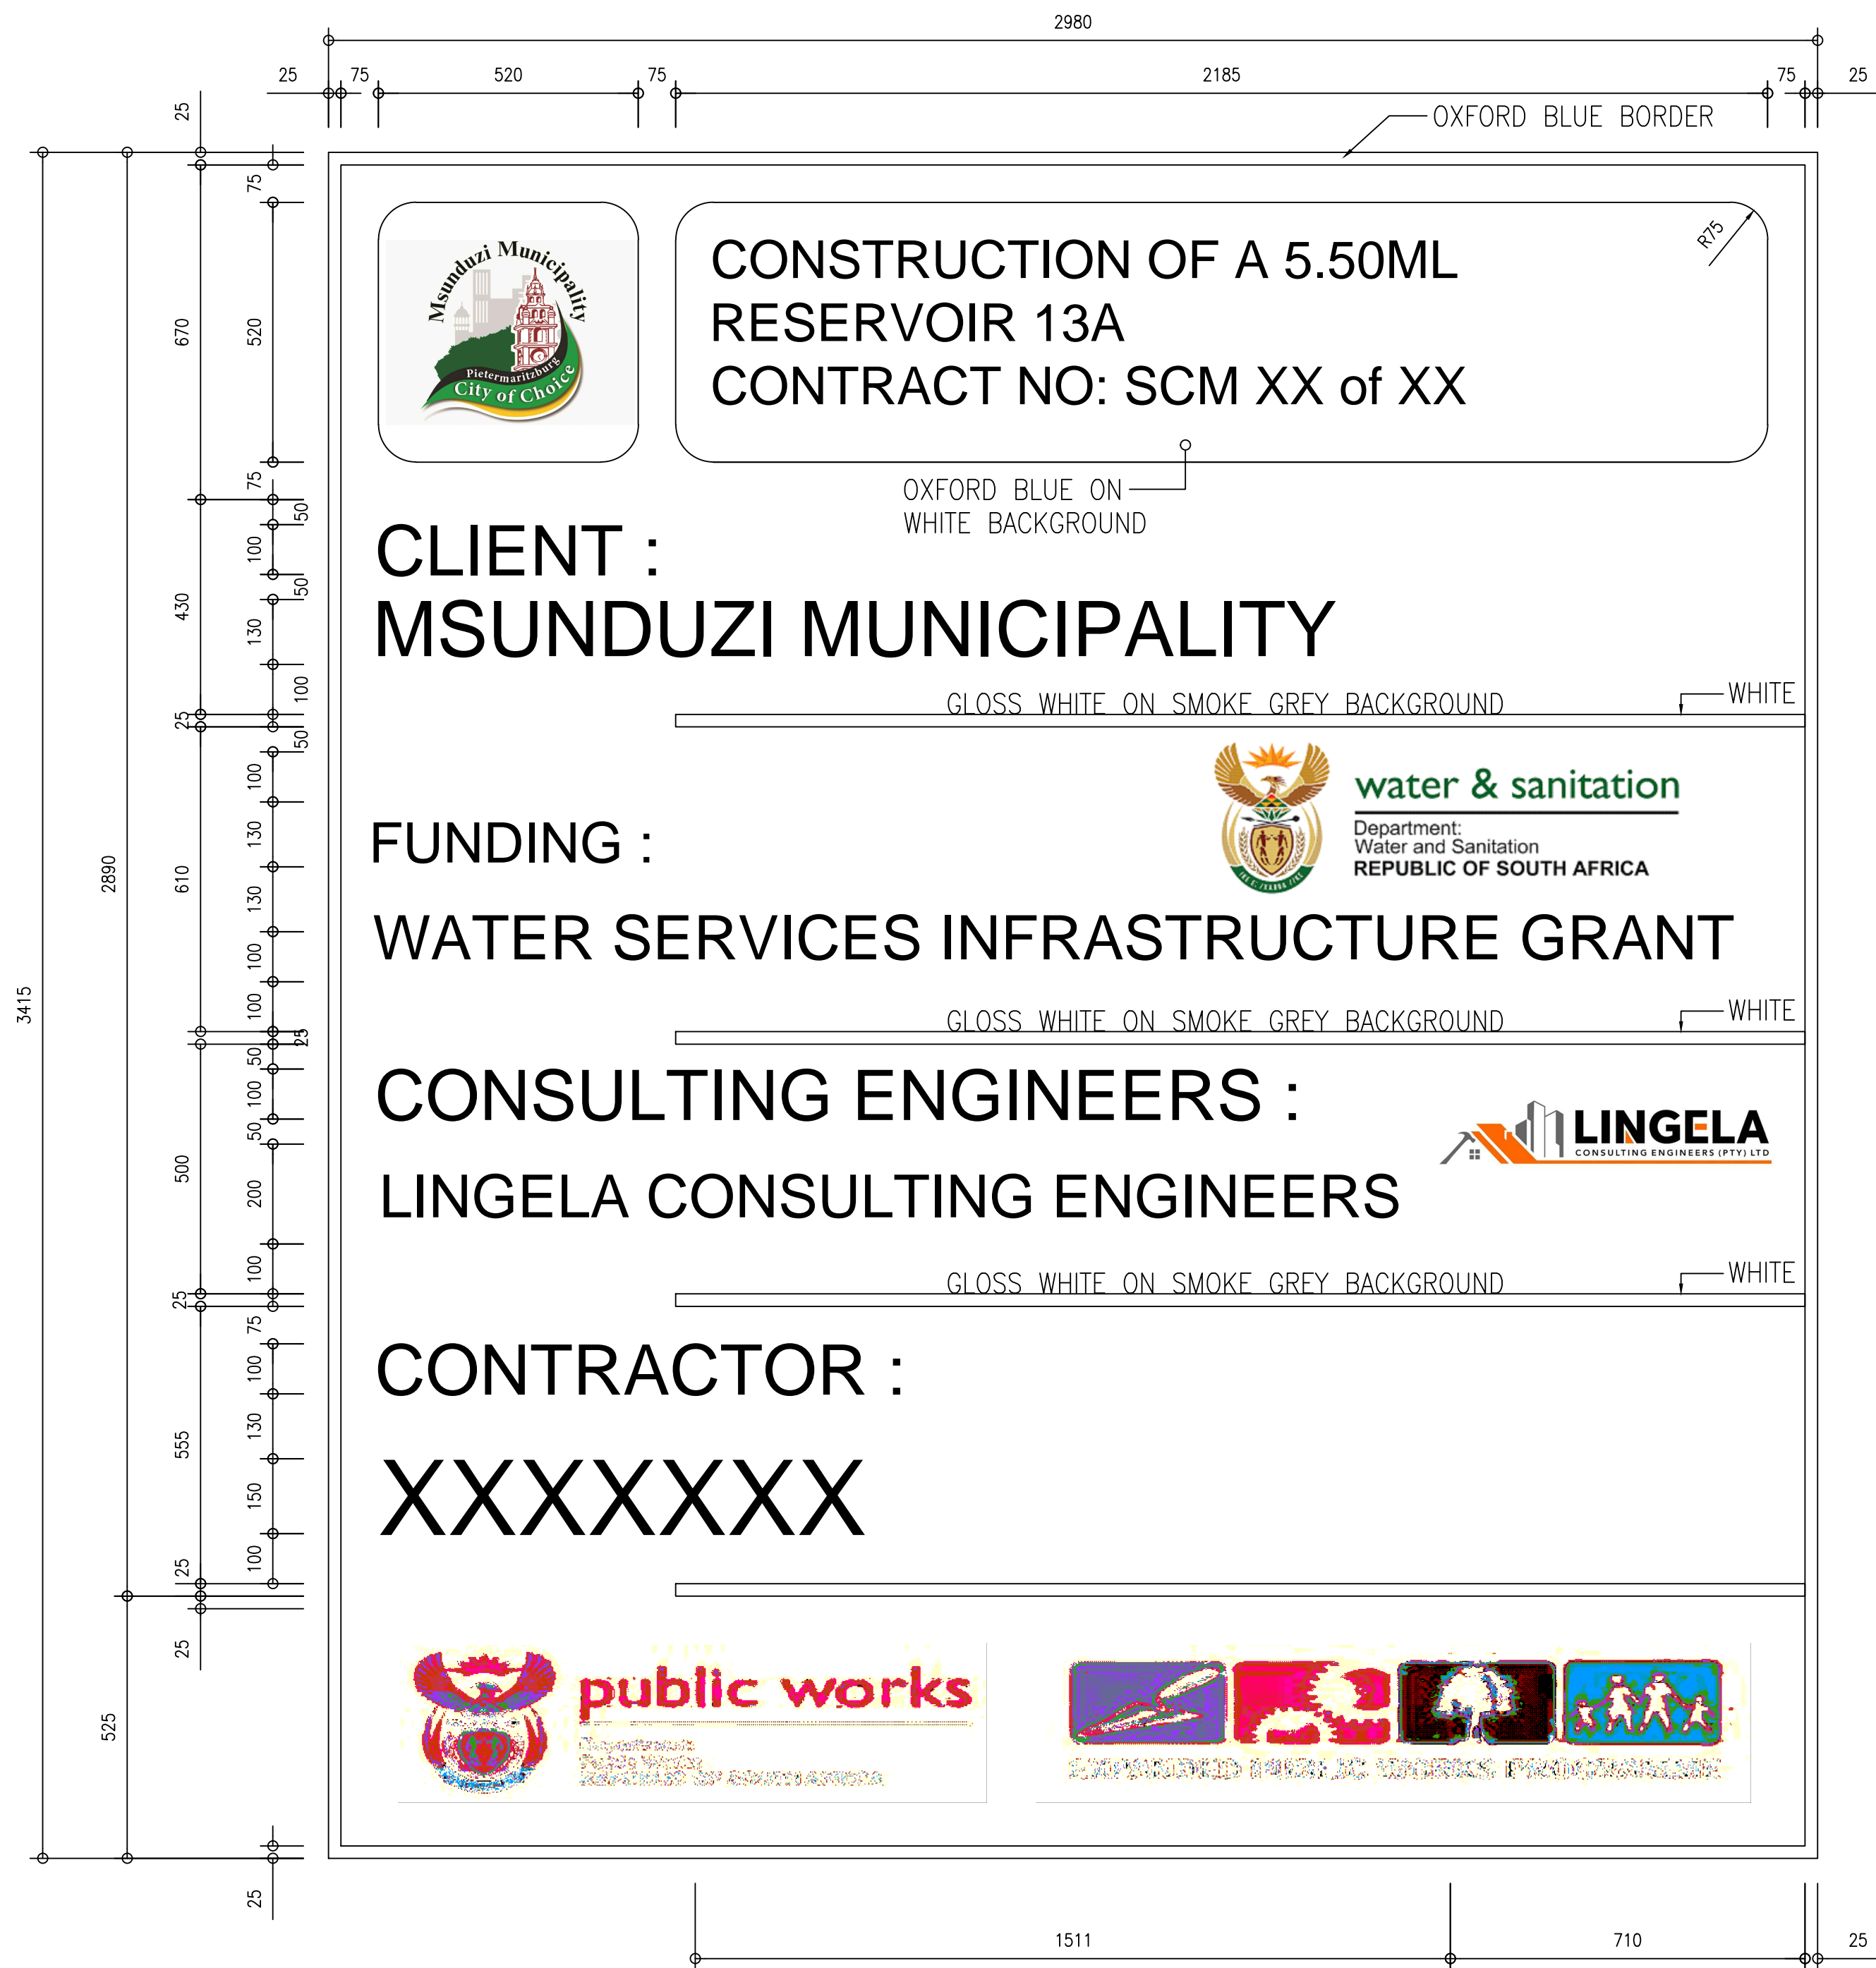 2980
25 75 520 75 2185 75 25
OXFORD BLUE BORDER
R75
Msunduzi Municipality
Pietermaritzburg
City of Choice
CONSTRUCTION OF A 5.50ML
RESERVOIR 13A
CONTRACT NO: SCM XX of XX
OXFORD BLUE ON
WHITE BACKGROUND
CLIENT :
MSUNDUZI MUNICIPALITY
GLOSS WHITE ON SMOKE GREY BACKGROUND
WHITE
water & sanitation
Department:
Water and Sanitation
REPUBLIC OF SOUTH AFRICA
FUNDING :
WATER SERVICES INFRASTRUCTURE GRANT
GLOSS WHITE ON SMOKE GREY BACKGROUND
WHITE
CONSULTING ENGINEERS :
LINGELA
CONSULTING ENGINEERS (PTY) LTD
LINGELA CONSULTING ENGINEERS
GLOSS WHITE ON SMOKE GREY BACKGROUND
WHITE
CONTRACTOR :
XXXXXXX
public works
EXPANDED PUBLIC WORKS PROGRAMME
3415
2890
525
25
670
430
25
610
500
25
555
25
25
75
520
75
50
100
50
130
100
50
100
130
130
100
100
25
50
100
50
200
100
75
100
130
150
100
25
1511 710 25